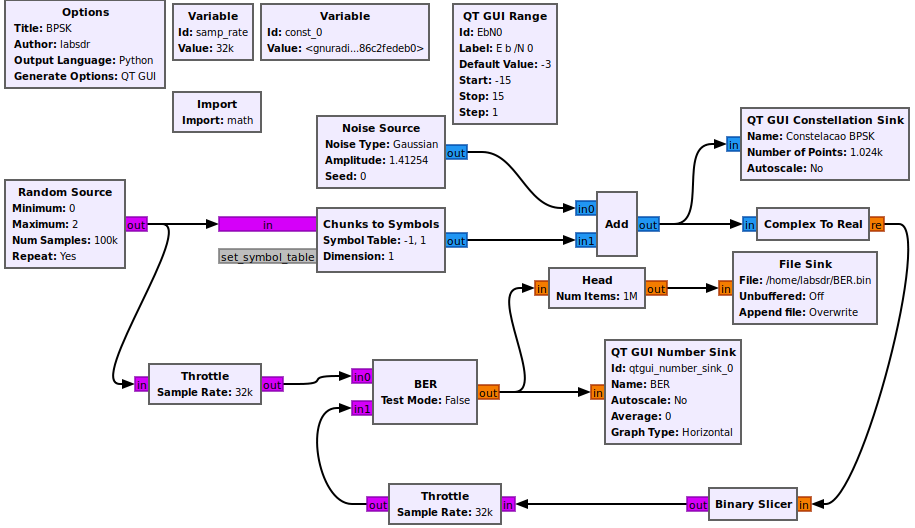 Options
Title: BPSK
Author: labsdr
Output Language: Python
Generate Options: QT GUI
Variable
Id: samp_rate
Value: 32k
Variable
Id: const_0
Value: <gnuradi...86c2fedeb0>
QT GUI Range
Id: EbN0
Label: E b /N 0
Default Value: -3
Start: -15
Stop: 15
Step: 1
Import
Import: math
Noise Source
Noise Type: Gaussian
Amplitude: 1.41254
Seed: 0
out
QT GUI Constellation Sink
Name: Constelacao BPSK
Number of Points: 1.024k
Autoscale: No
in
Random Source
Minimum: 0
Maximum: 2
Num Samples: 100k
Repeat: Yes
out
in
set_symbol_table
Chunks to Symbols
Symbol Table: -1, 1
Dimension: 1
out
in0
in1
Add
out
in
Complex To Real
re
in
Head
Num Items: 1M
out
in
File Sink
File: /home/labsdr/BER.bin
Unbuffered: Off
Append file: Overwrite
in
Throttle
Sample Rate: 32k
out
in0
in1
BER
Test Mode: False
out
in
QT GUI Number Sink
Id: qtgui_number_sink_0
Name: BER
Autoscale: No
Average: 0
Graph Type: Horizontal
out
Throttle
Sample Rate: 32k
in
out
Binary Slicer
in